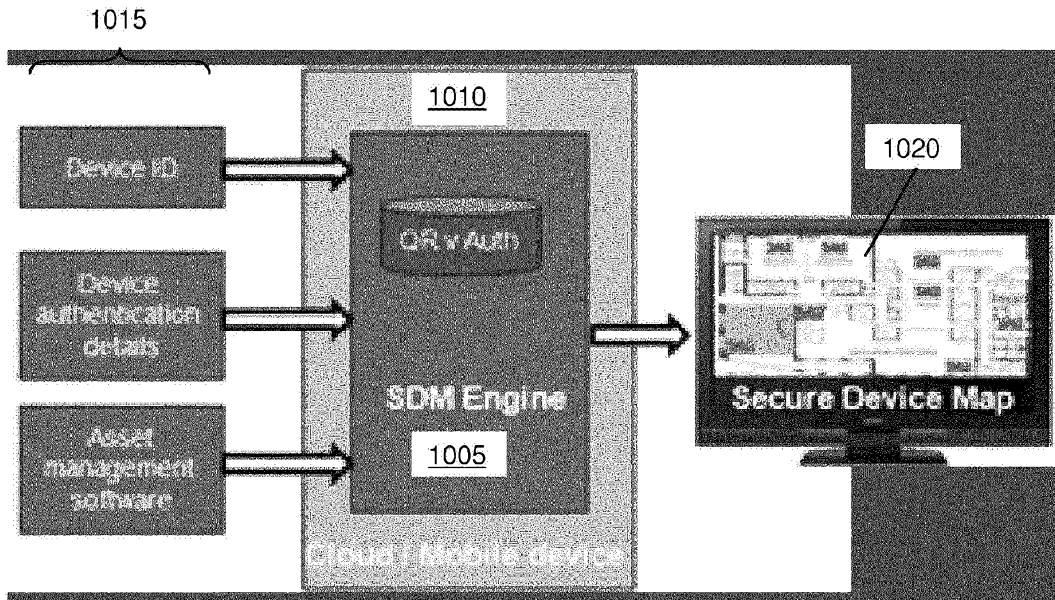 1015
1010
Device ID
QR v Auth
1020
Device
authentication
details
SDM Engine
Secure Device Map
Asset
management
software
1005
Cloud / Mobile device